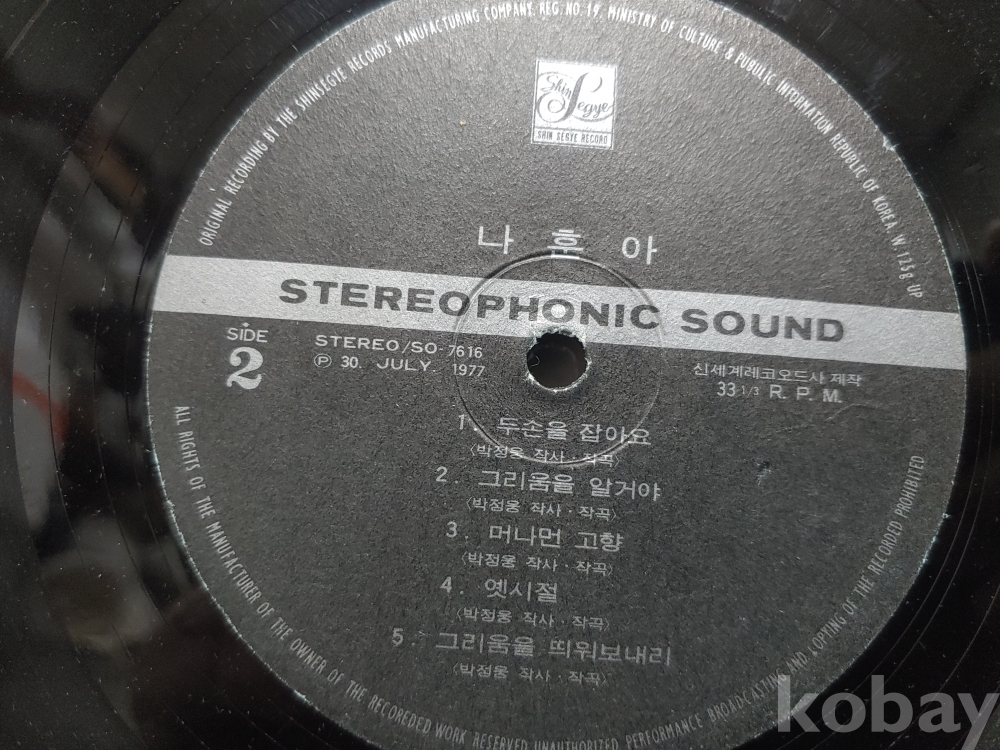 ORIGINAL RECORDING BY THE SHINSEGYE RECORDS MANUFACTURING COMPANY. REG. NO. 19. MINISTRY OF CULTURE & PUBULIC INFORMATION REPUBLIC OF KOREA W 1258 UP
Shin Segye
SHIN SEGYE RECORD
나 훈 아
STEREOPHONIC SOUND
SIDE
2
STEREO/SO-7616
Ⓟ 30. JULY. 1977
신세계레코오드사 제작
33 1/3 R. P. M.
1. 두손을 잡아요
〈박정웅 작사·작곡〉
2. 그리움을 알거야
〈박정웅 작사·작곡〉
3. 머나먼 고향
〈박정웅 작사·작곡〉
4. 옛시절
〈박정웅 작사·작곡〉
5. 그리움을 띄워보내리
〈박정웅 작사·작곡〉
ALL RIGHTS OF THE MANUFACTURER OF THE OWNER OF THE RECOREDED WORK RESERVED UNAUTHORIZED PERFORMANCE BROADCASTING AND LOPTING OF THE RECORDED PROHIBITED
kobay